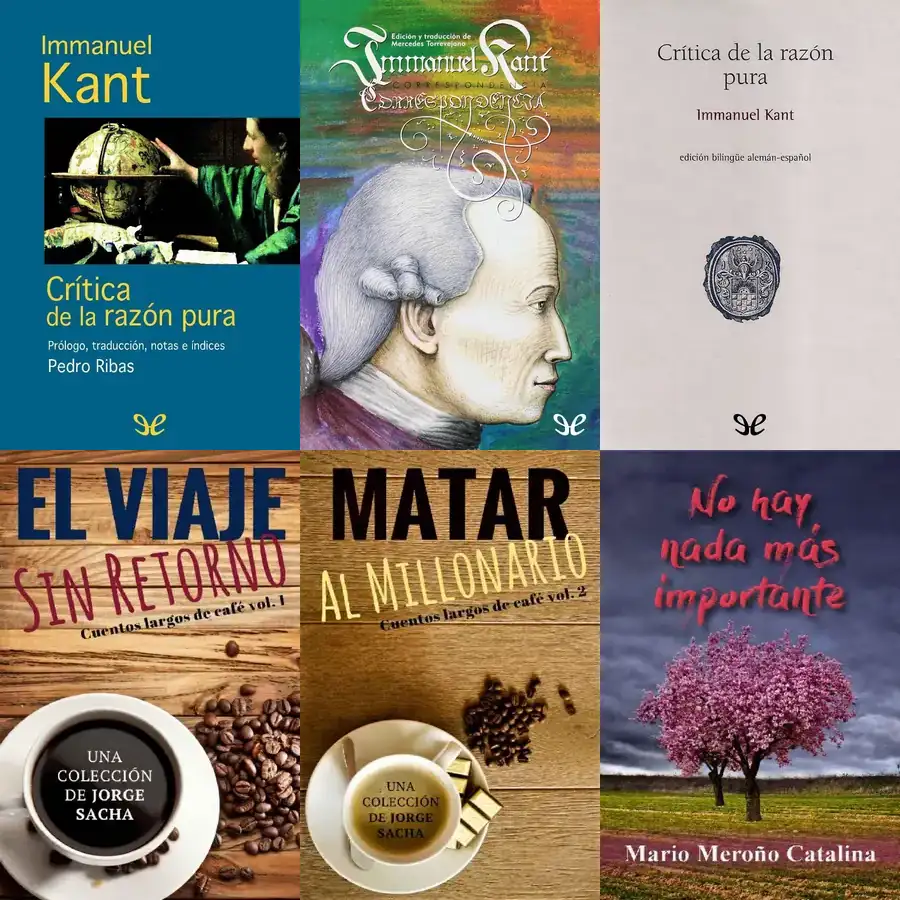 Immanuel
Kant
Crítica
de la razón pura
Prólogo, traducción, notas e índices
Pedro Ribas
Edición y traducción de
Mercedes Torrevejano
Immanuel Kant
CORRESPONDENCIA
CORRESPONDENCIA
Crítica de la razón
pura
Immanuel Kant
edición bilingüe alemán-español
EL VIAJE
SIN RETORNO
Cuentos largos de café vol. 1
UNA
COLECCIÓN
DE JORGE
SACHA
MATAR
AL MILLONARIO
Cuentos largos de café vol. 2
UNA
COLECCIÓN
DE JORGE
SACHA
No hay
nada más
importante
Mario Meroño Catalina